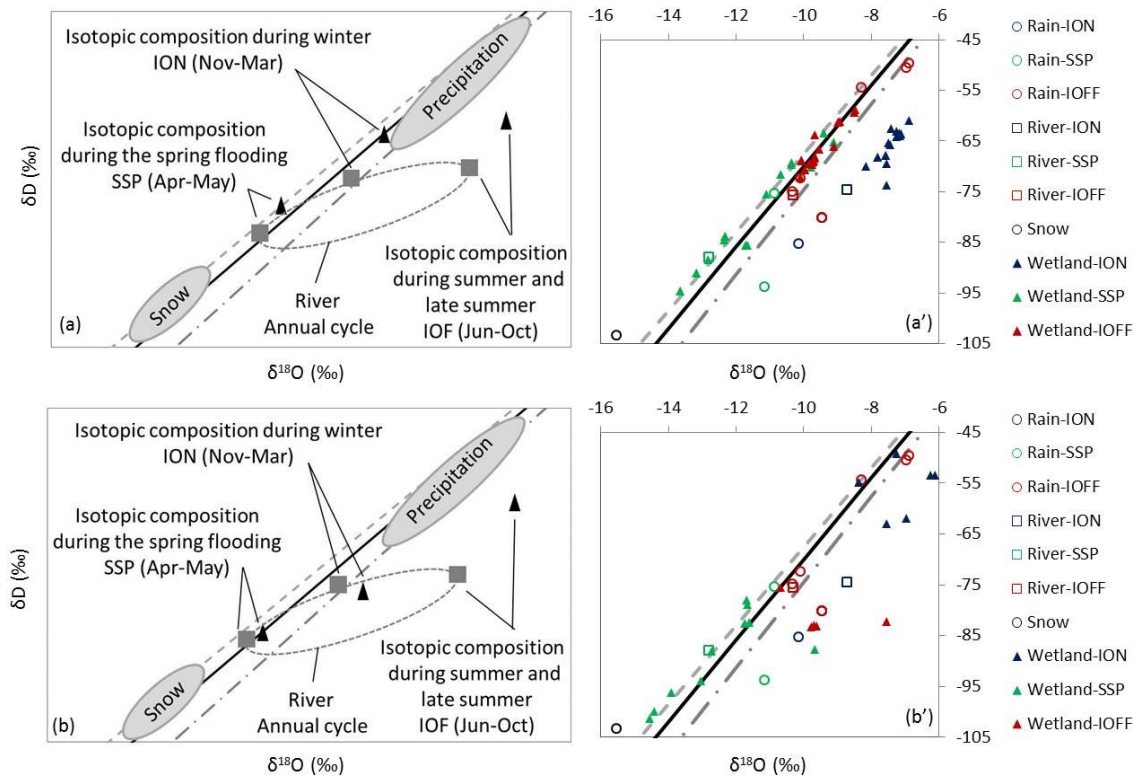 Isotopic composition during winter
ION (Nov-Mar)
Precipitation
Isotopic composition
during the spring flooding
SSP (Apr-May)
δD (‰)
Snow
River
Annual cycle
Isotopic composition
during summer and
late summer
IOF (Jun-Oct)
(a)
δ¹⁸O (‰)
-16 -14 -12 -10 -8 -6
-45
-55
-65
-75
-85
-95
-105
(a')
δ¹⁸O (‰)
Rain-ION
Rain-SSP
Rain-IOFF
River-ION
River-SSP
River-IOFF
Snow
Wetland-ION
Wetland-SSP
Wetland-IOFF
Isotopic composition during winter
ION (Nov-Mar)
Precipitation
Isotopic composition
during the spring flooding
SSP (Apr-May)
δD (‰)
Snow
River
Annual cycle
Isotopic composition
during summer and
late summer
IOF (Jun-Oct)
(b)
δ¹⁸O (‰)
-16 -14 -12 -10 -8 -6
-45
-55
-65
-75
-85
-95
-105
(b')
δ¹⁸O (‰)
Rain-ION
Rain-SSP
Rain-IOFF
River-ION
River-SSP
River-IOFF
Snow
Wetland-ION
Wetland-SSP
Wetland-IOFF